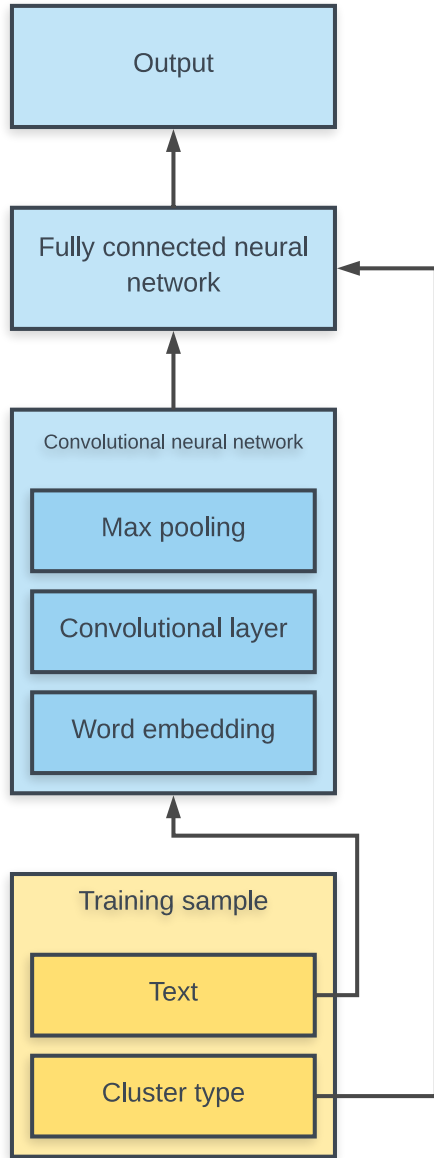 Output
Fully connected neural
network
Convolutional neural network
Max pooling
Convolutional layer
Word embedding
Training sample
Text
Cluster type